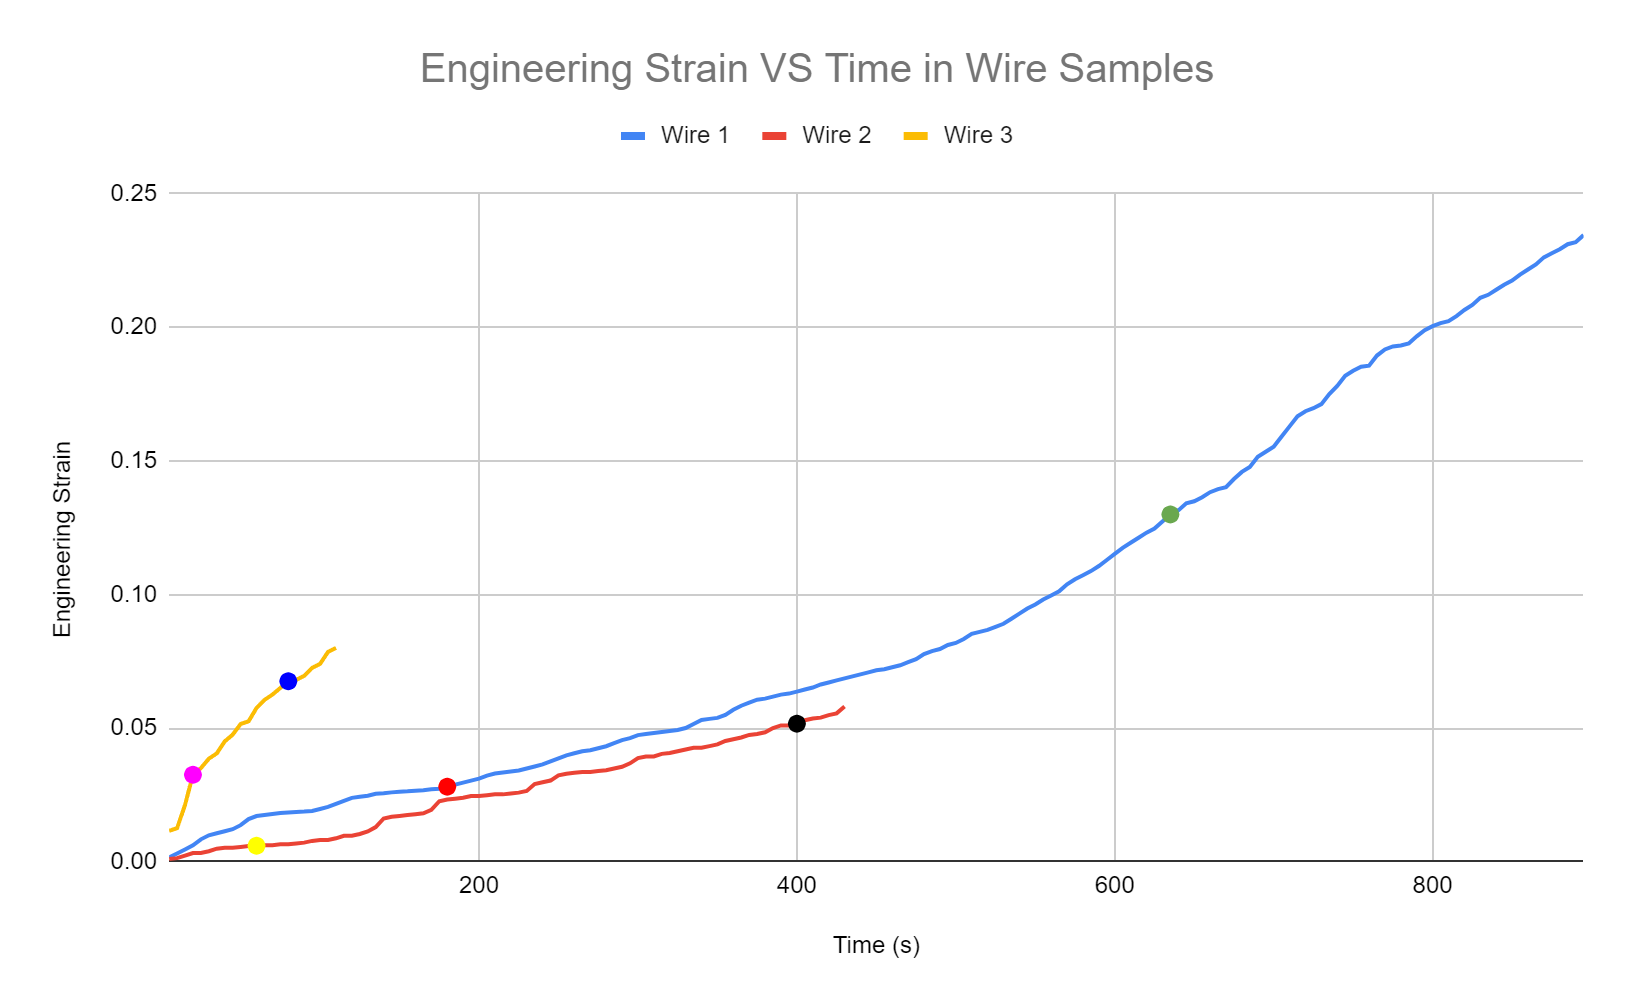 Engineering Strain VS Time in Wire Samples
Wire 1 Wire 2 Wire 3
0.25
0.20
0.15
0.10
0.05
0.00
Engineering Strain
200 400 600 800
Time (s)